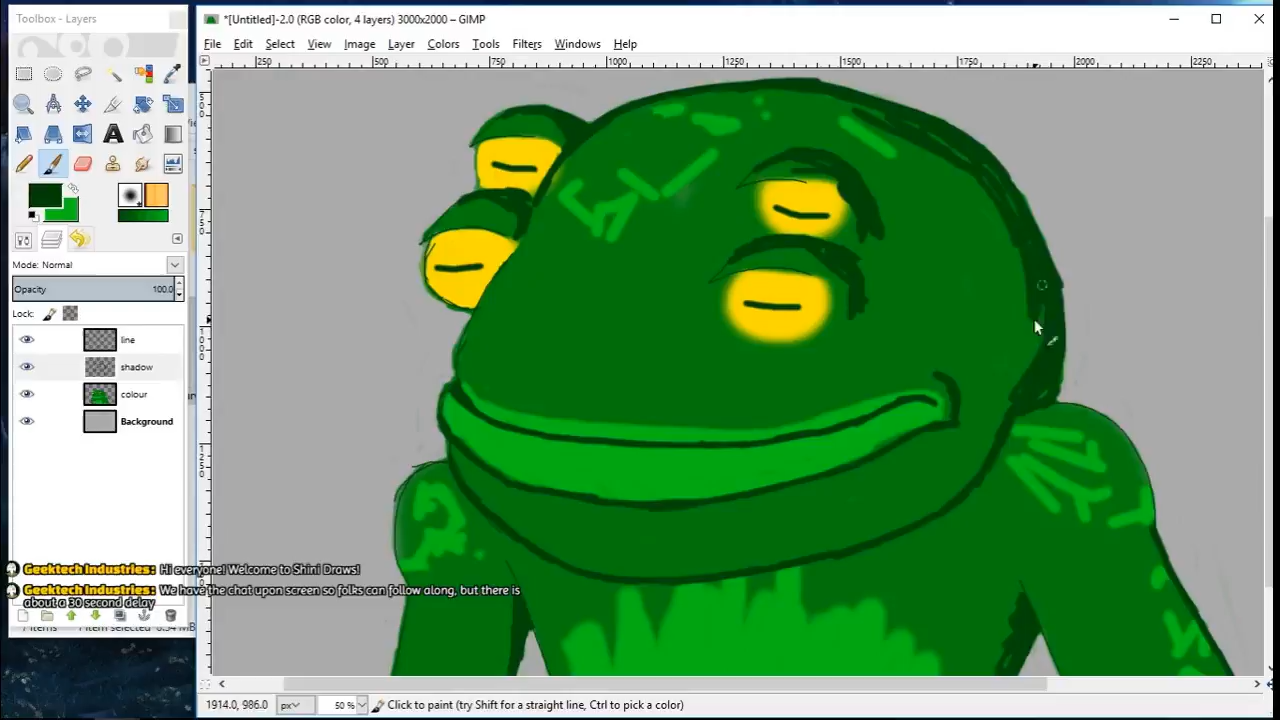 Toolbox - Layers
*[Untitled]-2.0 (RGB color, 4 layers) 3000x2000 – GIMP
File Edit Select View Image Layer Colors Tools Filters Windows Help
250 500 750 1000 1250 1500 1750 2000 2250
500
750
1000
1250
Mode: Normal
Opacity 100.0
Lock:
line
shadow
colour
Background
Geektech Industries: Hi everyone! Welcome to Shini Draws!
Geektech Industries: We have the chat upon screen so folks can follow along, but there is
about a 30 second delay
1914.0, 986.0 px 50 % Click to paint (try Shift for a straight line, Ctrl to pick a color)